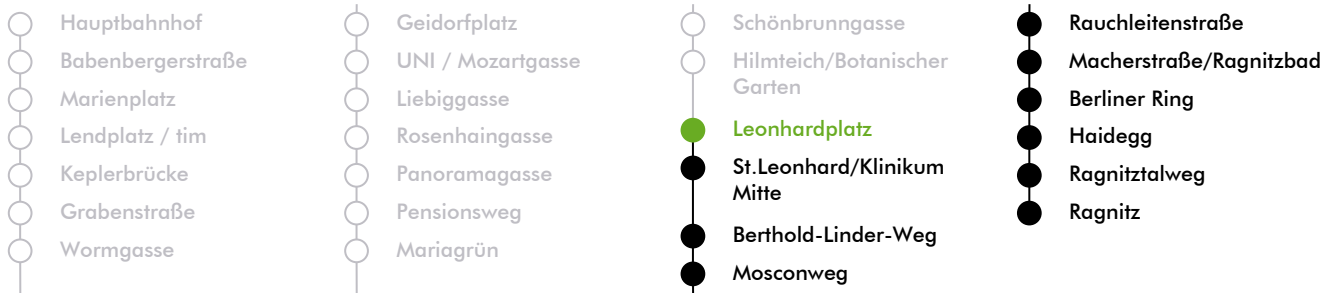 Hauptbahnhof
Babenbergerstraße
Marienplatz
Lendplatz / tim
Keplerbrücke
Grabenstraße
Wormgasse
Geidorfplatz
UNI / Mozartgasse
Liebiggasse
Rosenhaingasse
Panoramagasse
Pensionsweg
Mariagrün
Schönbrunngasse
Hilmteich/Botanischer
Garten
Leonhardplatz
St.Leonhard/Klinikum
Mitte
Berthold-Linder-Weg
Mosconweg
Rauchleitenstraße
Macherstraße/Ragnitzbad
Berliner Ring
Haidegg
Ragnitztalweg
Ragnitz